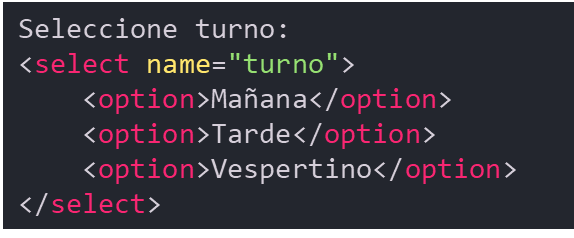 Seleccione turno:
<select name="turno">
    <option>Mañana</option>
    <option>Tarde</option>
    <option>Vespertino</option>
</select>